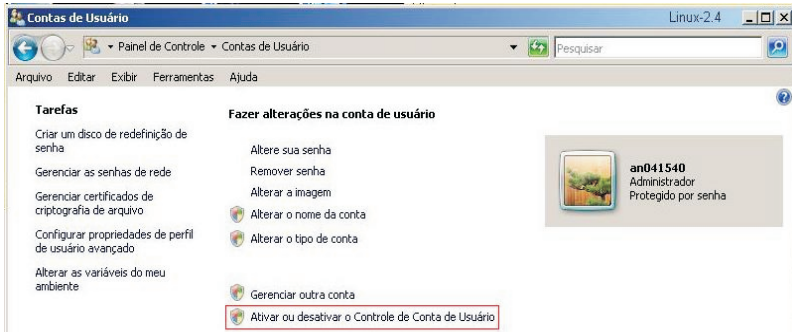 Contas de Usuário
Linux-2.4
Painel de Controle
Contas de Usuário
Pesquisar
Arquivo Editar Exibir Ferramentas Ajuda
Tarefas
Criar um disco de redefinição de
senha
Gerenciar as senhas de rede
Gerenciar certificados de
criptografia de arquivo
Configurar propriedades de perfil
de usuário avançado
Alterar as variáveis do meu
ambiente
Fazer alterações na conta de usuário
Altere sua senha
Remover senha
Alterar a imagem
Alterar o nome da conta
Alterar o tipo de conta
Gerenciar outra conta
Ativar ou desativar o Controle de Conta de Usuário
an041540
Administrador
Protegido por senha